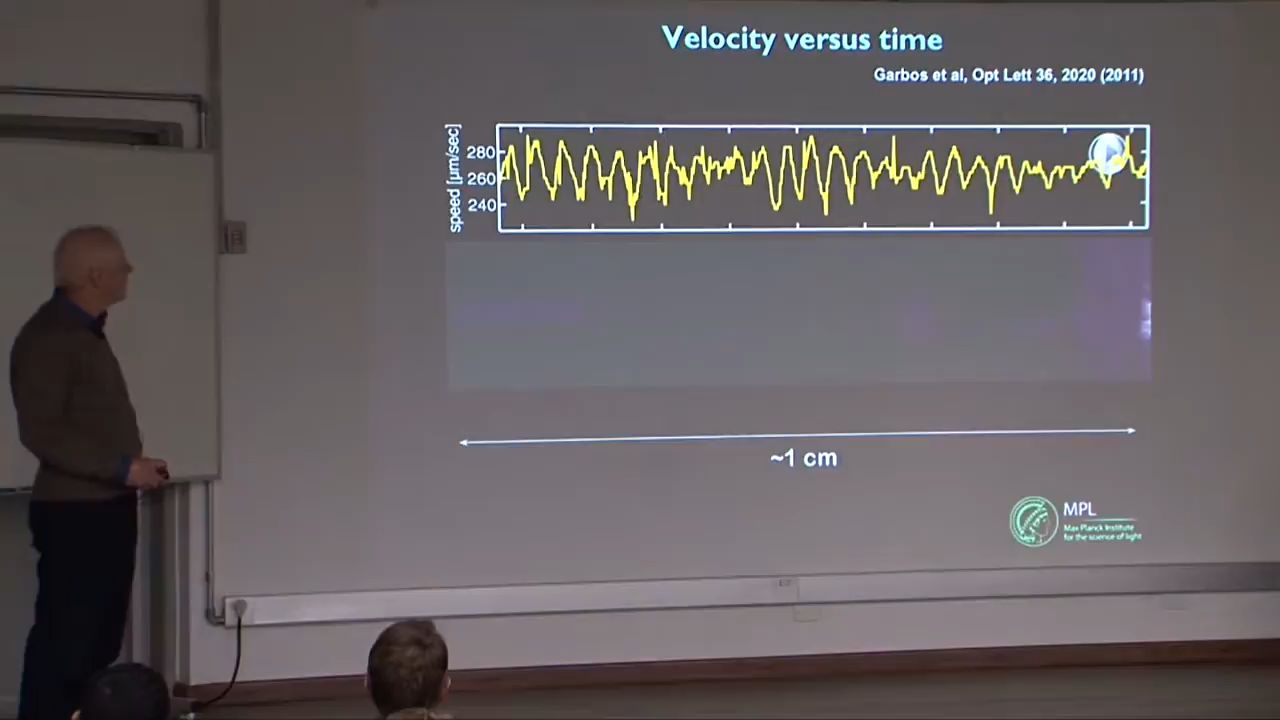 Velocity versus time
Garbos et al, Opt Lett 36, 2020 (2011)
speed [µm/sec]
280
260
240
~1 cm
MPL
Max Planck Institute
for the science of light